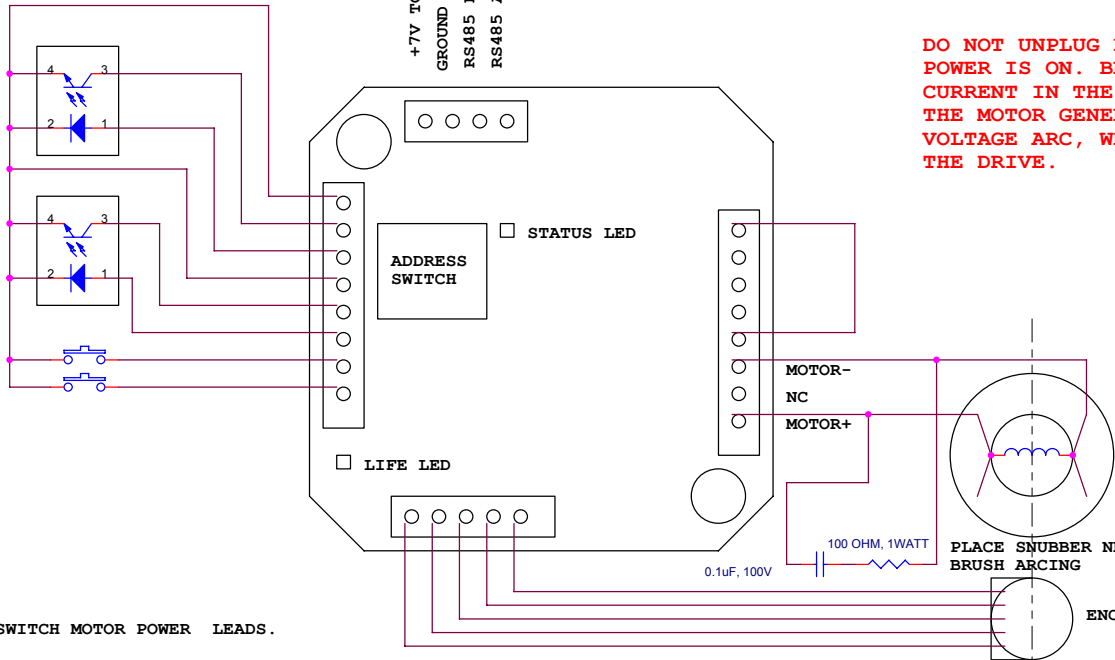 +7V TO
GROUND
RS485
RS485 A
DO NOT UNPLUG
POWER IS ON.
CURRENT IN THE
THE MOTOR
VOLTAGE ARC,
THE DRIVE.
4 3
2 1
4 3
2 1
STATUS LED
ADDRESS
SWITCH
MOTOR-
NC
MOTOR+
LIFE LED
100 OHM, 1WATT
0.1uF, 100V
PLACE SNUBBER
BRUSH ARCING
SWITCH MOTOR POWER LEADS.